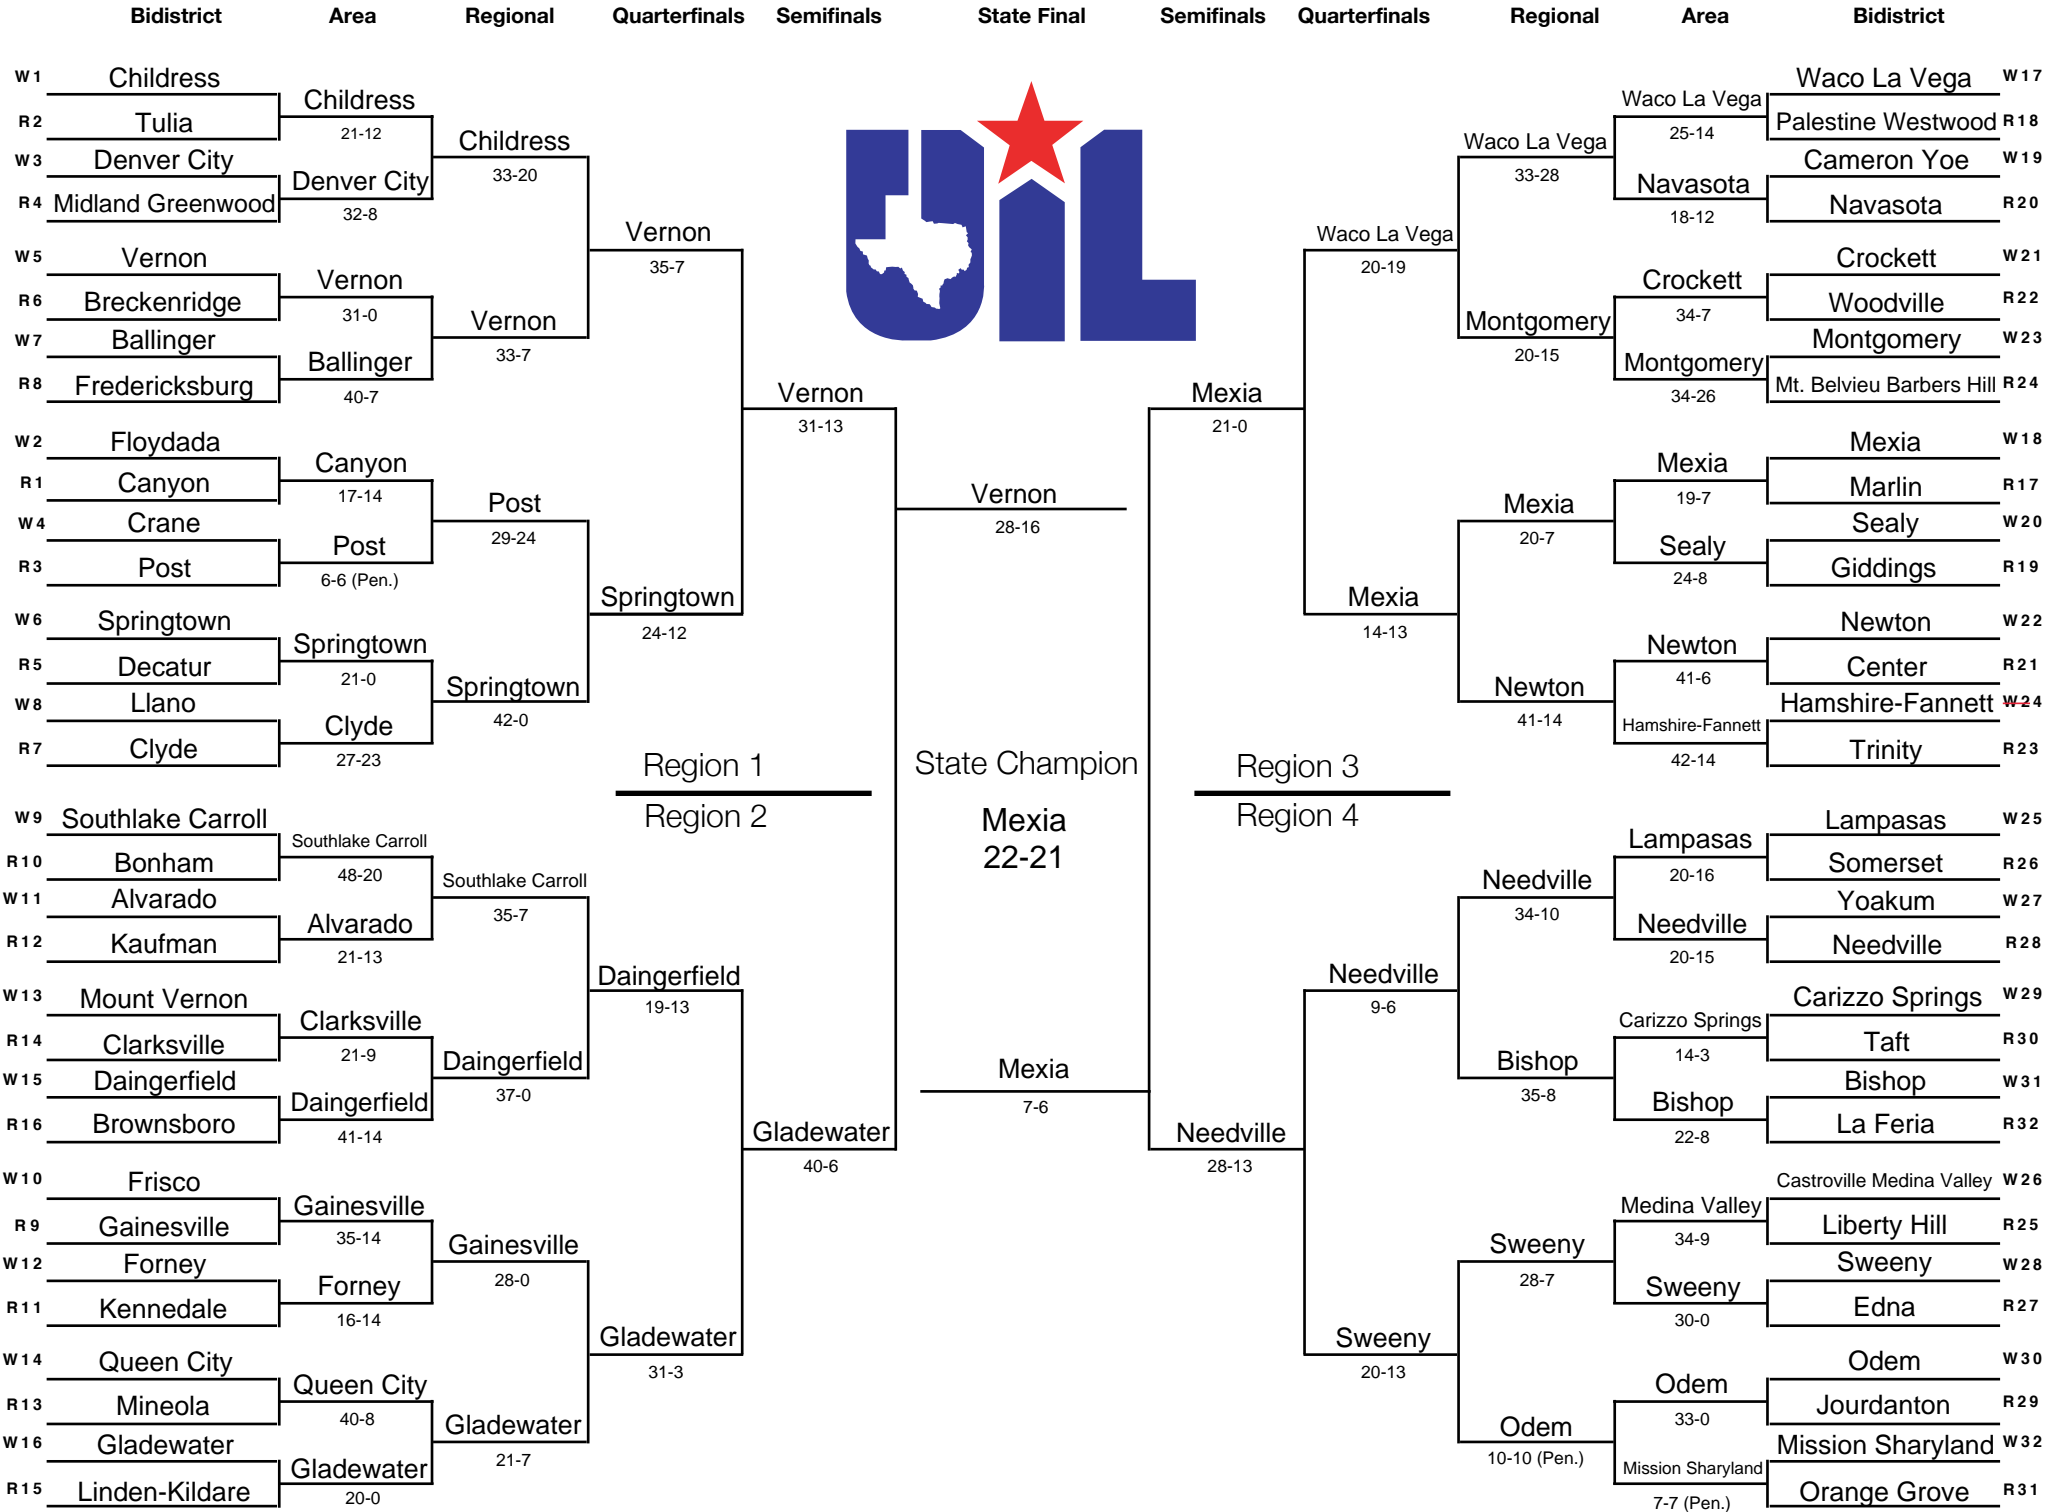 Bidistrict Area Regional Quarterfinals Semifinals State Final Semifinals Quarterfinals Regional Area Bidistrict
W1 Childress
Childress
R2 Tulia
21-12
Childress
33-20
W3 Denver City
Denver City
R4 Midland Greenwood
32-8
Vernon
35-7
W5 Vernon
Vernon
R6 Breckenridge
31-0
Vernon
33-7
W7 Ballinger
Ballinger
R8 Fredericksburg
40-7
Vernon
31-13
W2 Floydada
Canyon
R1 Canyon
17-14
Post
29-24
W4 Crane
Post
R3 Post
6-6 (Pen.)
Springtown
24-12
W6 Springtown
Springtown
R5 Decatur
21-0
Springtown
42-0
W8 Llano
Clyde
R7 Clyde
27-23
Region 1
Region 2
W9 Southlake Carroll
Southlake Carroll
R10 Bonham
48-20
Southlake Carroll
35-7
W11 Alvarado
Alvarado
R12 Kaufman
21-13
Daingerfield
19-13
W13 Mount Vernon
Clarksville
R14 Clarksville
21-9
Daingerfield
37-0
W15 Daingerfield
Daingerfield
R16 Brownsboro
41-14
Gladewater
40-6
W10 Frisco
Gainesville
R9 Gainesville
35-14
Gainesville
28-0
W12 Forney
Forney
R11 Kennedale
16-14
Gladewater
31-3
W14 Queen City
Queen City
R13 Mineola
40-8
Gladewater
21-7
W16 Gladewater
Gladewater
R15 Linden-Kildare
20-0
UiL
Vernon
28-16
State Champion
Mexia
22-21
Mexia
7-6
Waco La Vega W17
Waco La Vega
Palestine Westwood R18
25-14
Waco La Vega
33-28
Cameron Yoe W19
Navasota
Navasota R20
18-12
Waco La Vega
20-19
Crockett W21
Crockett
Woodville R22
34-7
Montgomery
20-15
Montgomery W23
Montgomery
Mt. Belvieu Barbers Hill R24
34-26
Mexia
21-0
Mexia W18
Mexia
Marlin R17
19-7
Mexia
20-7
Sealy W20
Sealy
Giddings R19
24-8
Mexia
14-13
Newton W22
Newton
Center R21
41-6
Newton
41-14
Hamshire-Fannett W24
Hamshire-Fannett
Trinity R23
42-14
Region 3
Region 4
Lampasas W25
Lampasas
Somerset R26
20-16
Needville
34-10
Yoakum W27
Needville
Needville R28
20-15
Needville
9-6
Carizzo Springs W29
Carizzo Springs
Taft R30
14-3
Bishop
35-8
Bishop W31
Bishop
La Feria R32
22-8
Needville
28-13
Castroville Medina Valley W26
Medina Valley
Liberty Hill R25
34-9
Sweeny
28-7
Sweeny W28
Sweeny
Edna R27
30-0
Sweeny
20-13
Odem W30
Odem
Jourdanton R29
33-0
Odem
10-10 (Pen.)
Mission Sharyland W32
Mission Sharyland
Orange Grove R31
7-7 (Pen.)